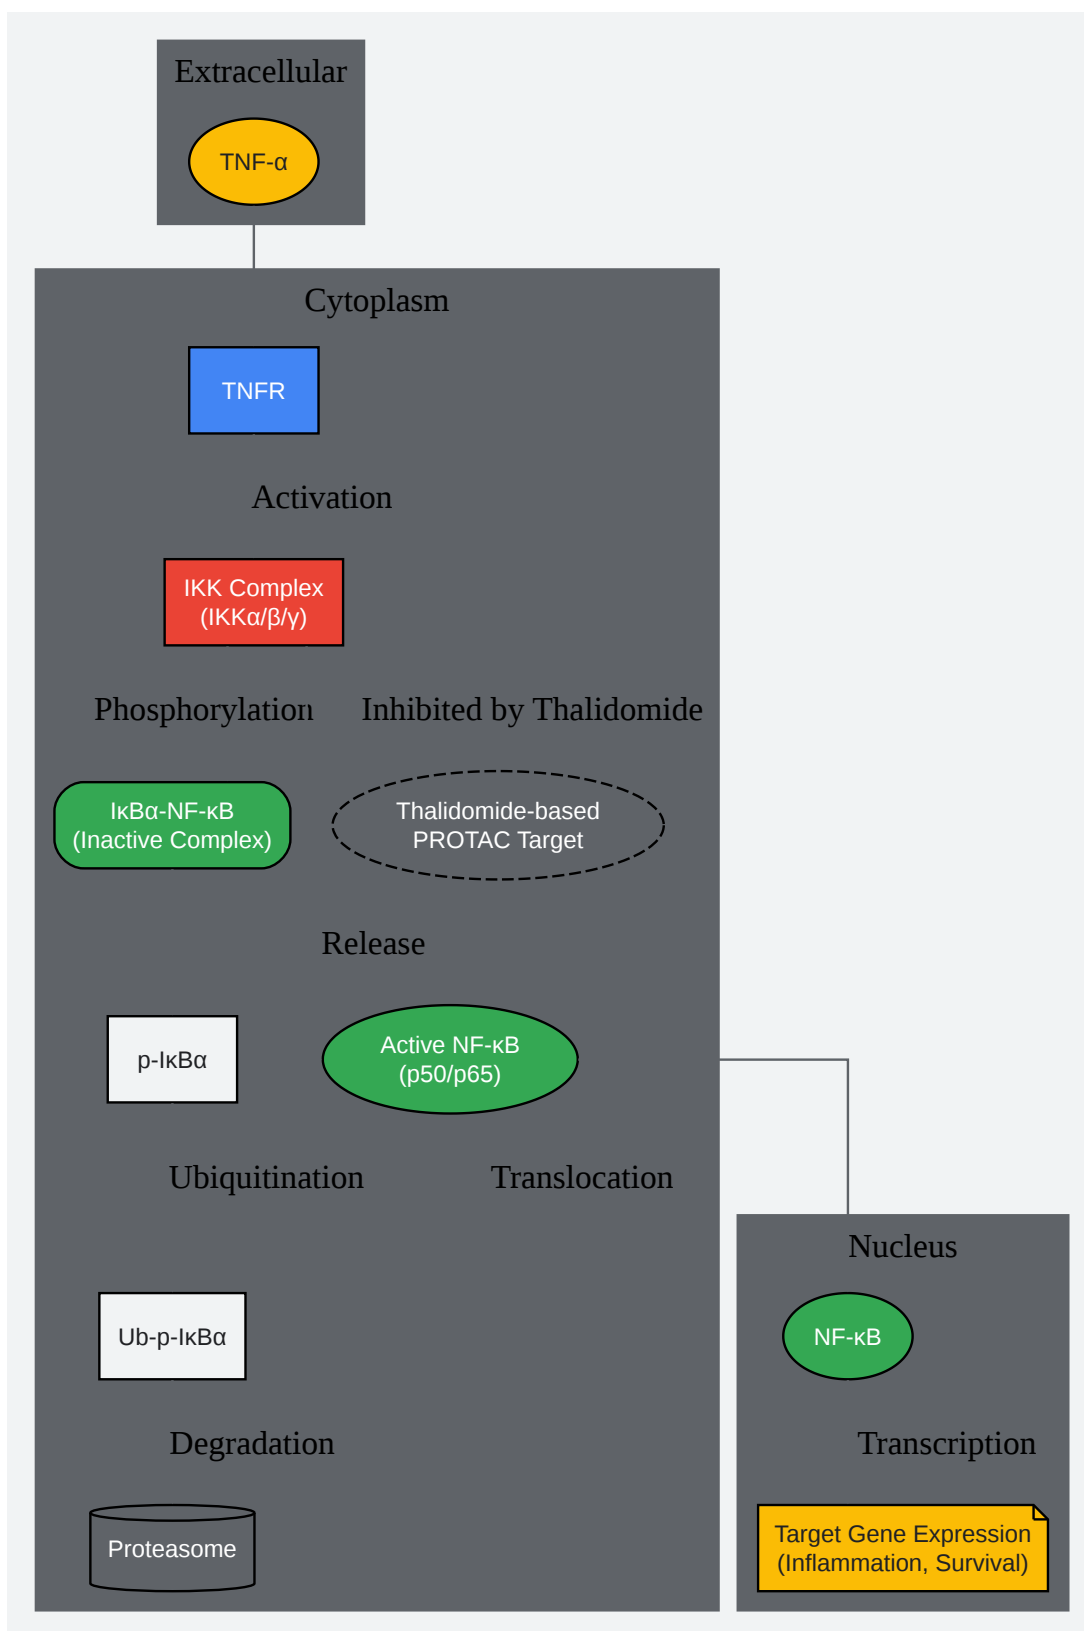 Extracellular
TNF-α
Cytoplasm
TNFR
Activation
IKK Complex
(IKKα/β/γ)
Phosphorylation
Inhibited by Thalidomide
IκBα-NF-κB
(Inactive Complex)
Thalidomide-based
PROTAC Target
Release
p-IκBα
Active NF-κB
(p50/p65)
Ubiquitination
Translocation
Nucleus
Ub-p-IκBα
NF-κB
Degradation
Transcription
Proteasome
Target Gene Expression
(Inflammation, Survival)